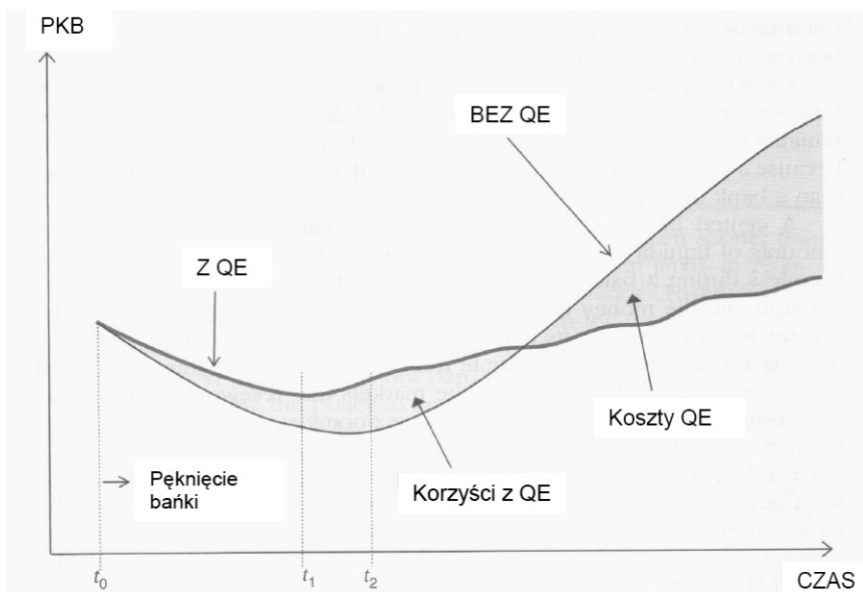 PKB
BEZ QE
Z QE
Koszty QE
Pęknięcie
bańki
Korzyści z QE
t0
t1
t2
CZAS